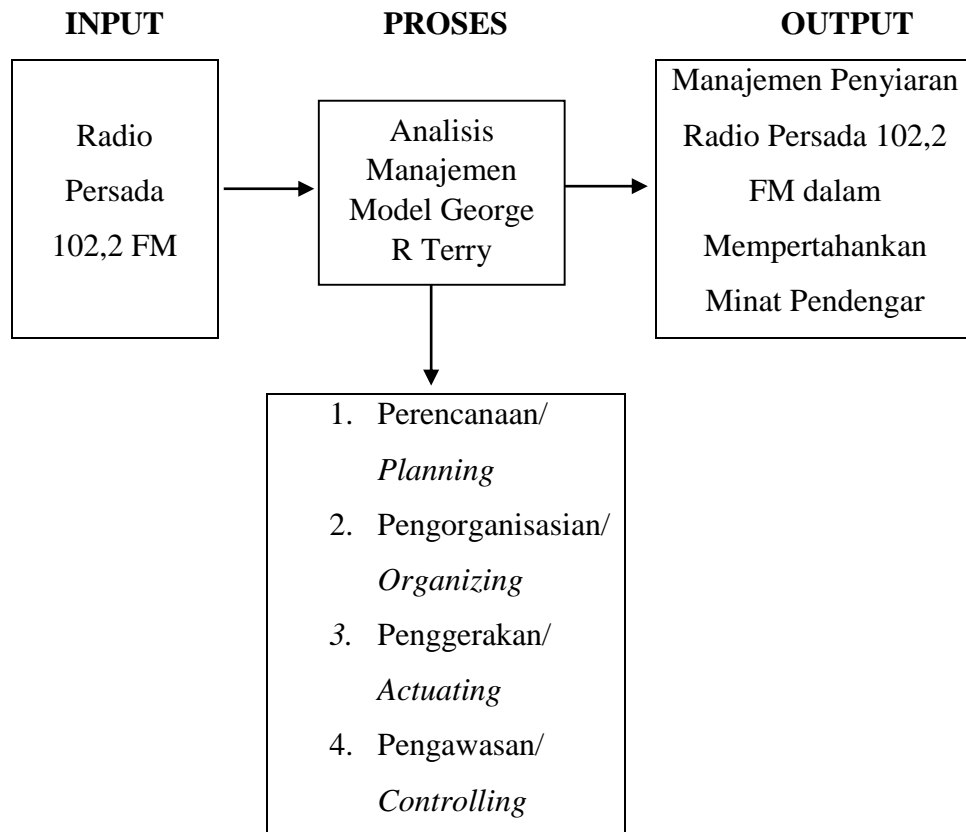 INPUT PROSES OUTPUT
Radio
Persada
102,2 FM
Analisis
Manajemen
Model George
R Terry
Manajemen Penyiaran
Radio Persada 102,2
FM dalam
Mempertahankan
Minat Pendengar
1. Perencanaan/
Planning
2. Pengorganisasian/
Organizing
3. Penggerakan/
Actuating
4. Pengawasan/
Controlling